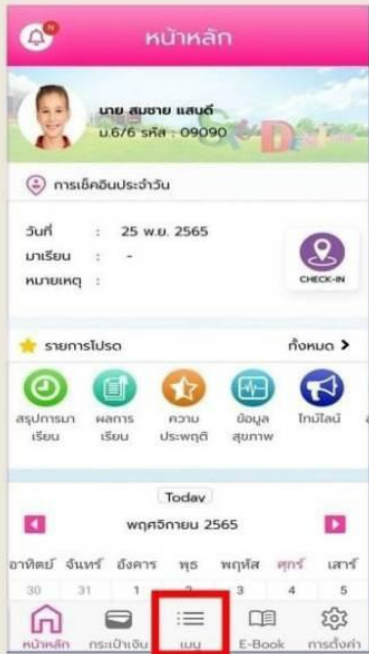 N
หน้าหลัก
นาย สมชาย แสนดี
ม.6/6 รหัส : 09090
การเช็คอินประจำวัน
วันที่ : 25 พ.ย. 2565
มาเรียน : -
หมายเหตุ :
CHECK-IN
รายการโปรด ทั้งหมด >
สรุปการมาเรียน ผลการเรียน ความประพฤติ ข้อมูลสุขภาพ ไทม์ไลน์
Today
พฤศจิกายน 2565
อาทิตย์ จันทร์ อังคาร พุธ พฤหัส ศุกร์ เสาร์
30 31 1 2 3 4 5
หน้าหลัก กระเป๋าเงิน เมนู E-Book การตั้งค่า